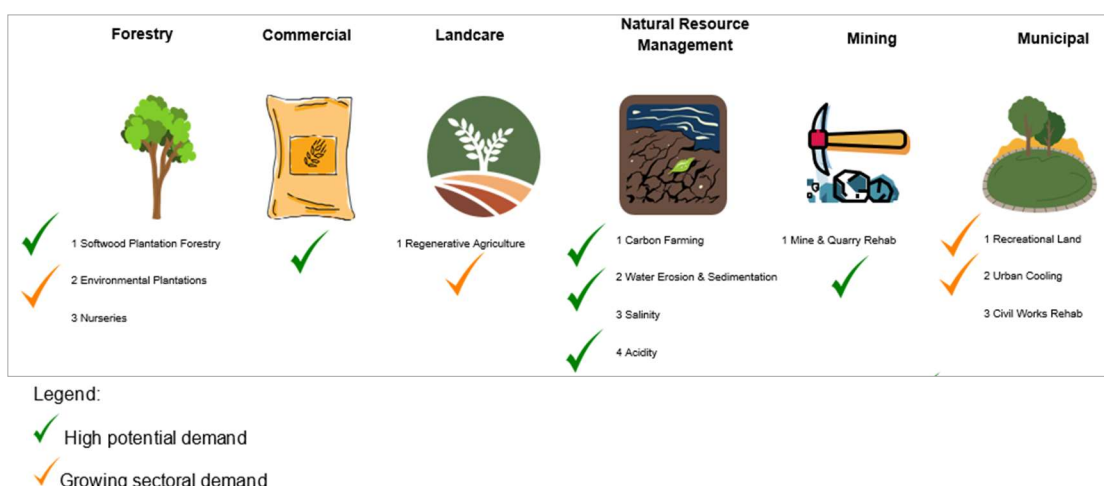 Forestry
Commercial
Landcare
Natural Resource
Management
Mining
Municipal
1 Softwood Plantation Forestry
2 Environmental Plantations
3 Nurseries
1 Regenerative Agriculture
1 Carbon Farming
2 Water Erosion & Sedimentation
3 Salinity
4 Acidity
1 Mine & Quarry Rehab
1 Recreational Land
2 Urban Cooling
3 Civil Works Rehab
Legend:
High potential demand
Growing sectoral demand